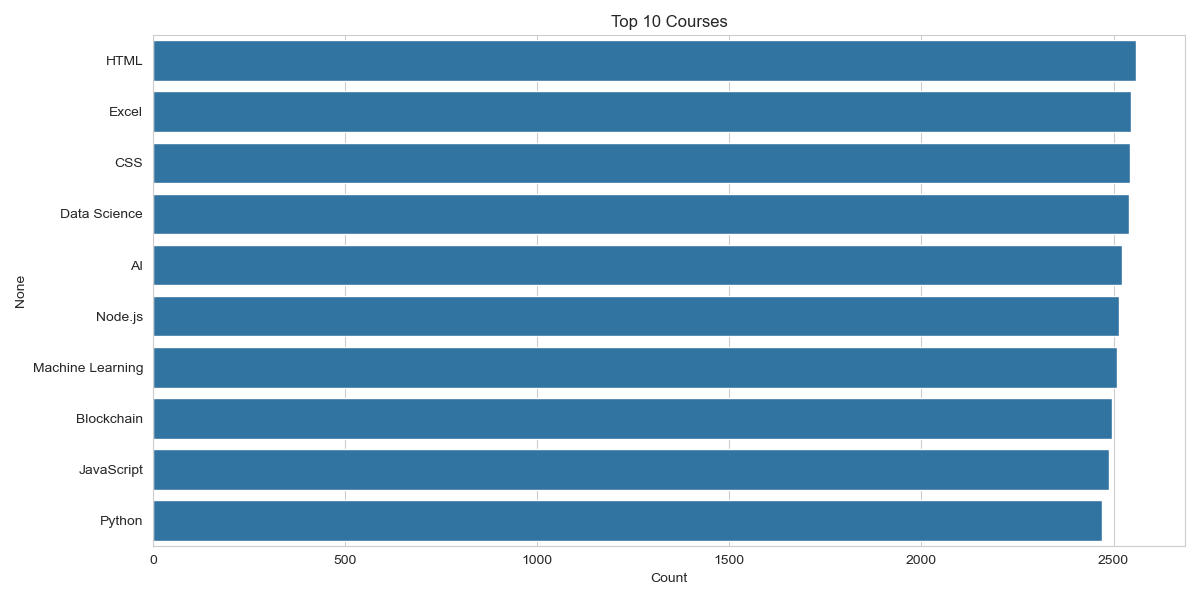 Top 10 Courses
HTML
Excel
CSS
Data Science
AI
Node.js
Machine Learning
Blockchain
JavaScript
Python
None
0 500 1000 1500 2000 2500
Count